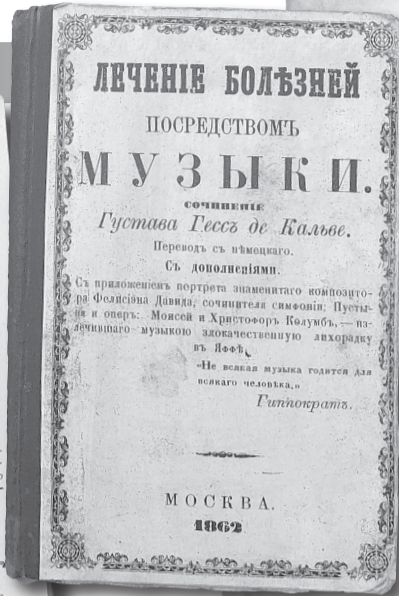 ЛЕЧЕНІЕ БОЛѢЗНЕЙ
ПОСРЕДСТВОМЪ
МУЗЫКИ.
СОЧИНЕНІЕ
Густава Гессъ де Кальве.
Переводъ съ нѣмецкаго.
Съ дополненіями.
Съ приложеніемъ портрета знаменитаго композито-
ра Фелисіэна Давида, сочинителя симфоніи: Пусты-
ня и оперъ: Моисей и Христофоръ Колумбъ, — из-
лечившаго музыкою злокачественную лихорадку
въ Яффѣ.
«Не всякая музыка годится для
всякаго человѣка.»
Гиппократъ.
МОСКВА.
1862